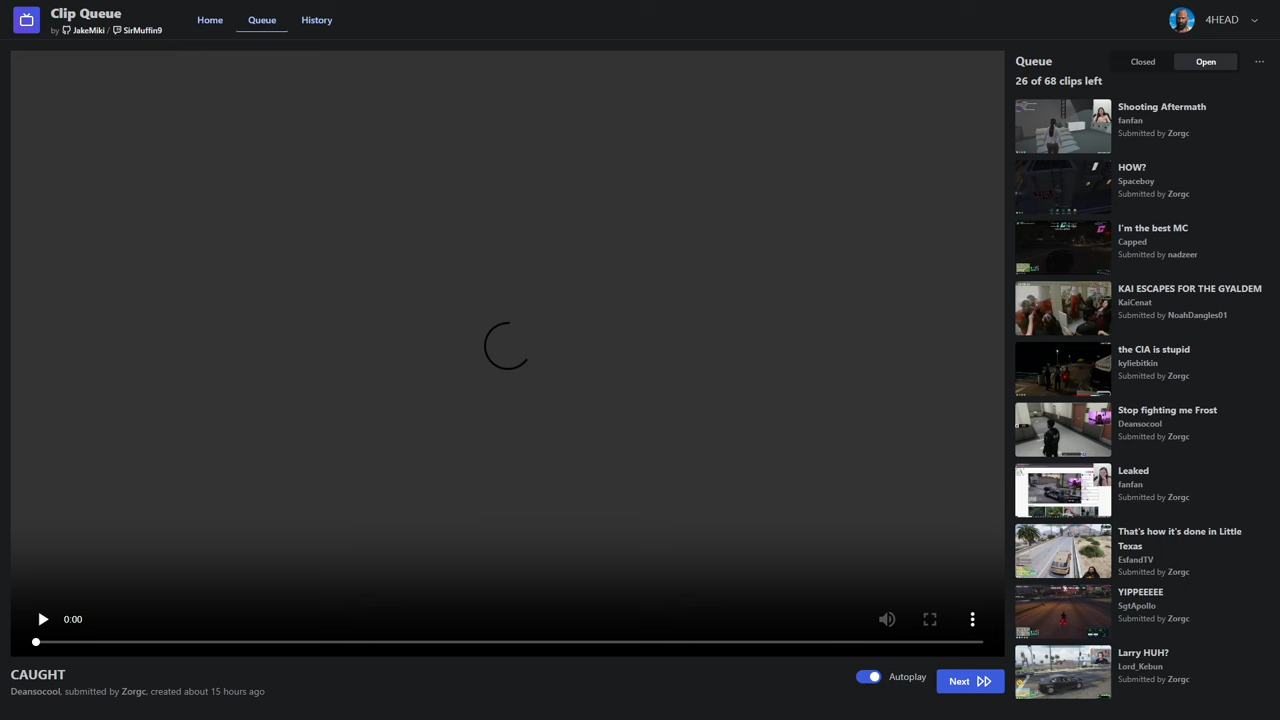 Clip Queue
by JakeMiki / SirMuffin9
Home
Queue
History
4HEAD
Queue
Closed
Open
26 of 68 clips left
Shooting Aftermath
fanfan
Submitted by Zorgc
HOW?
Spaceboy
Submitted by Zorgc
I'm the best MC
Capped
Submitted by nadzeer
KAI ESCAPES FOR THE GYALDEM
KaiCenat
Submitted by NoahDangles01
the CIA is stupid
kyliebitkin
Submitted by Zorgc
Stop fighting me Frost
Deansocool
Submitted by Zorgc
Leaked
fanfan
Submitted by Zorgc
That's how it's done in Little
Texas
EsfandTV
Submitted by Zorgc
YIPPEEEEE
SgtApollo
Submitted by Zorgc
Larry HUH?
Lord_Kebun
Submitted by Zorgc
0:00
CAUGHT
Deansocool, submitted by Zorgc, created about 15 hours ago
Autoplay
Next